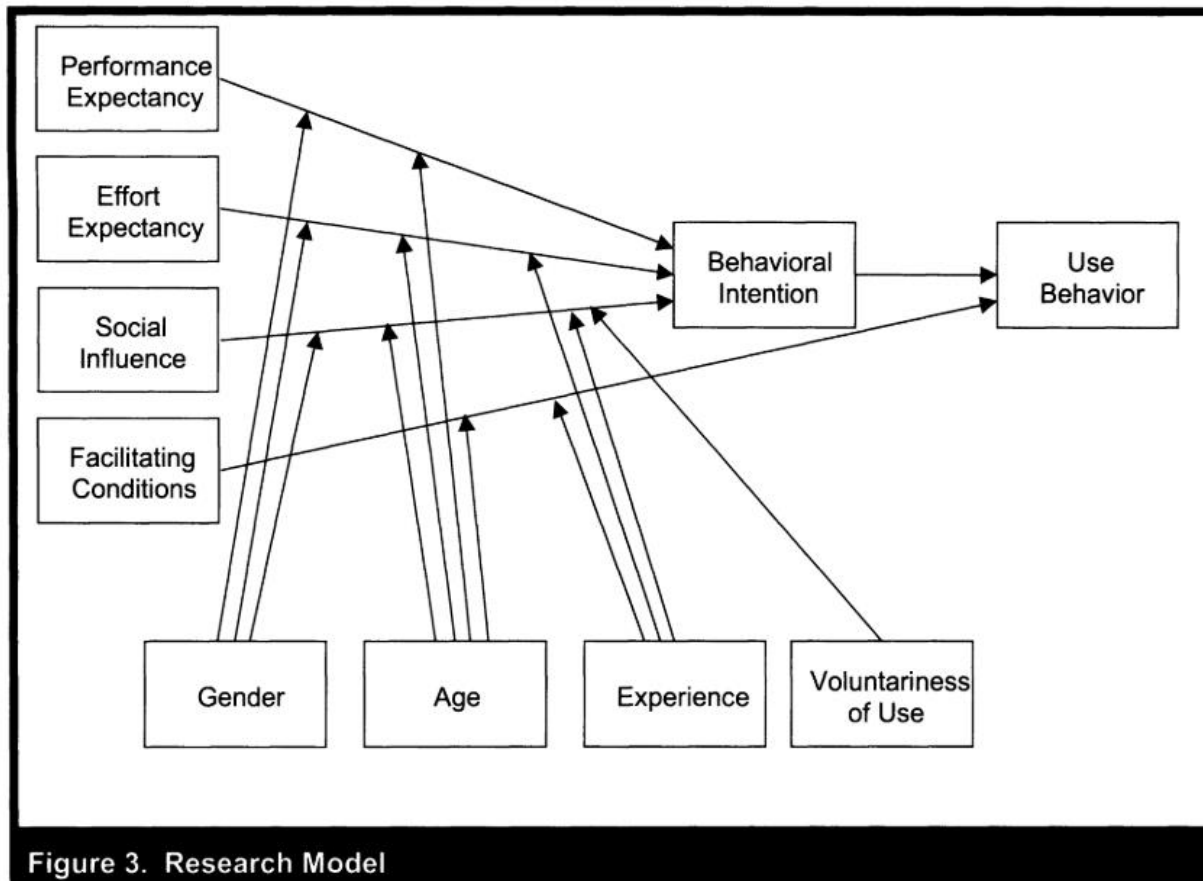 Performance
Expectancy
Effort
Expectancy
Social
Influence
Facilitating
Conditions
Behavioral
Intention
Use
Behavior
Gender
Age
Experience
Voluntariness
of Use
Figure 3. Research Model